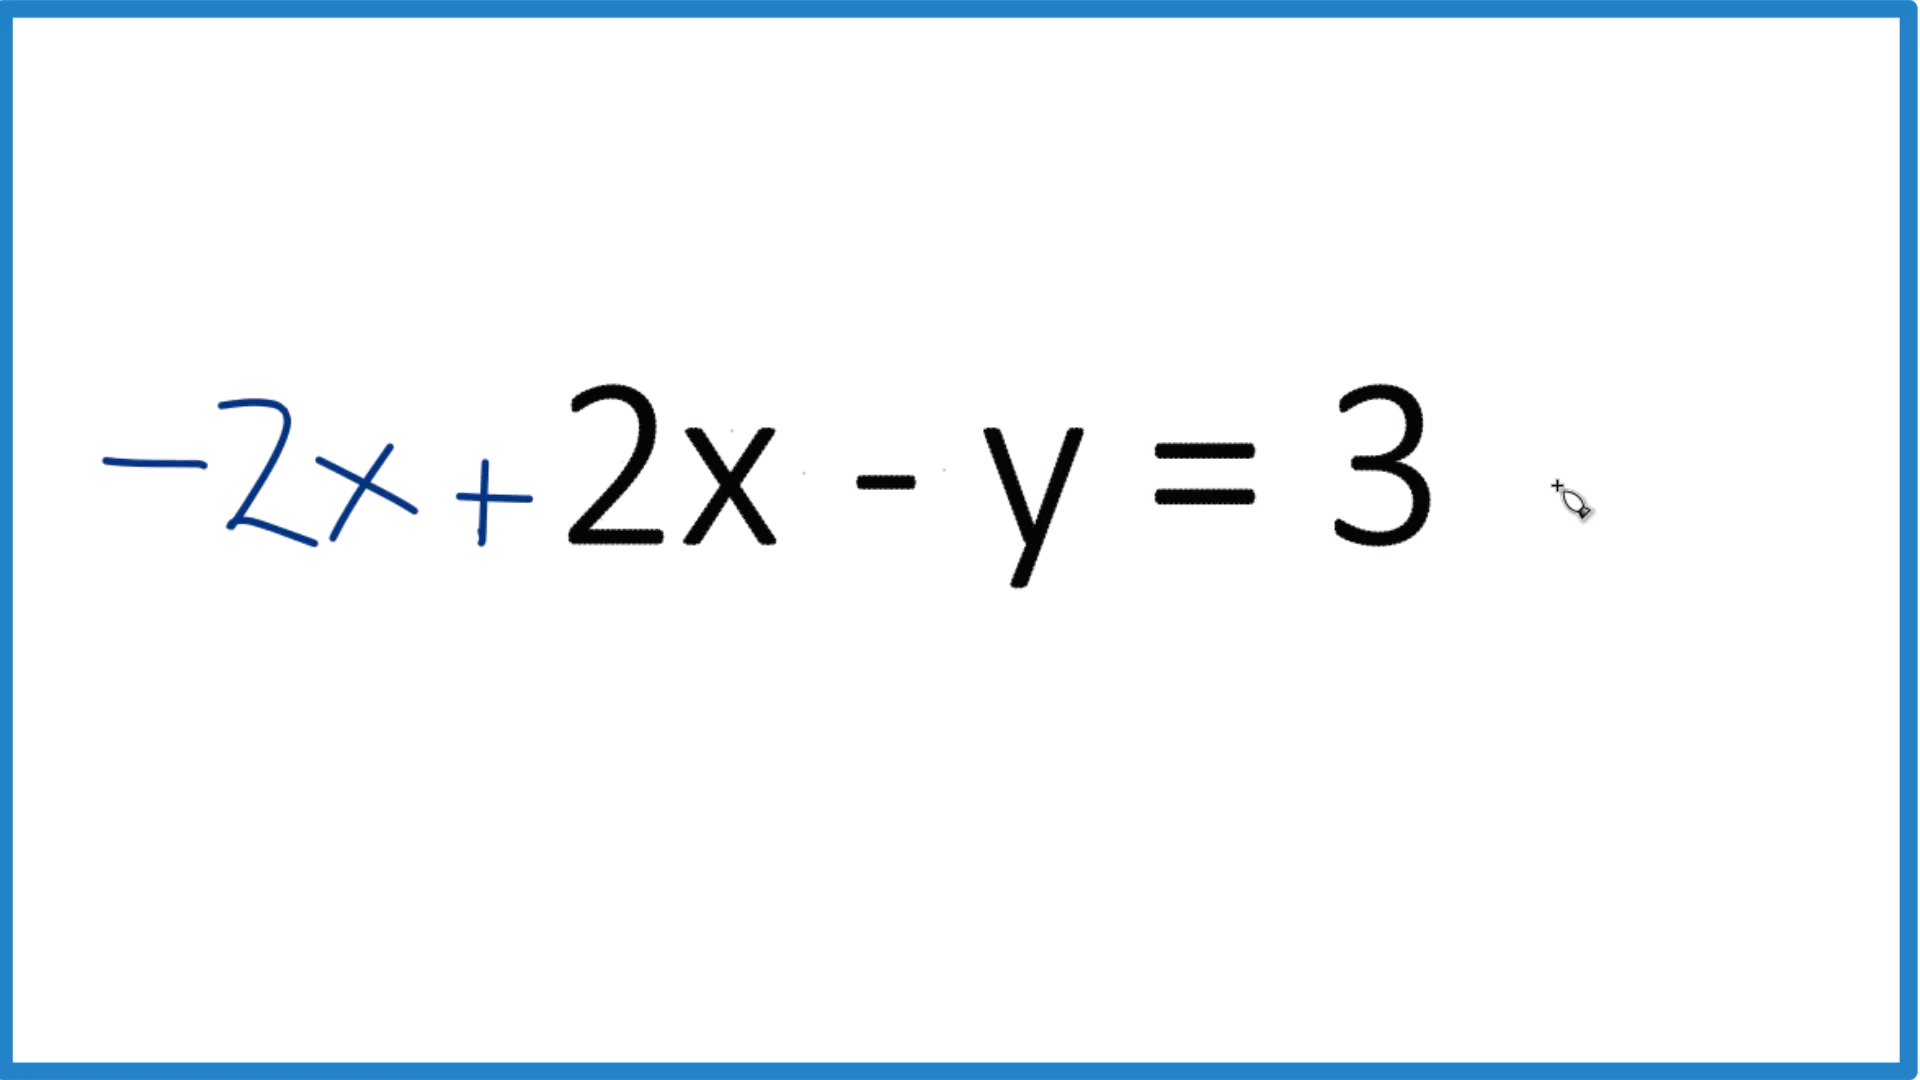 -2x + 2x - y = 3